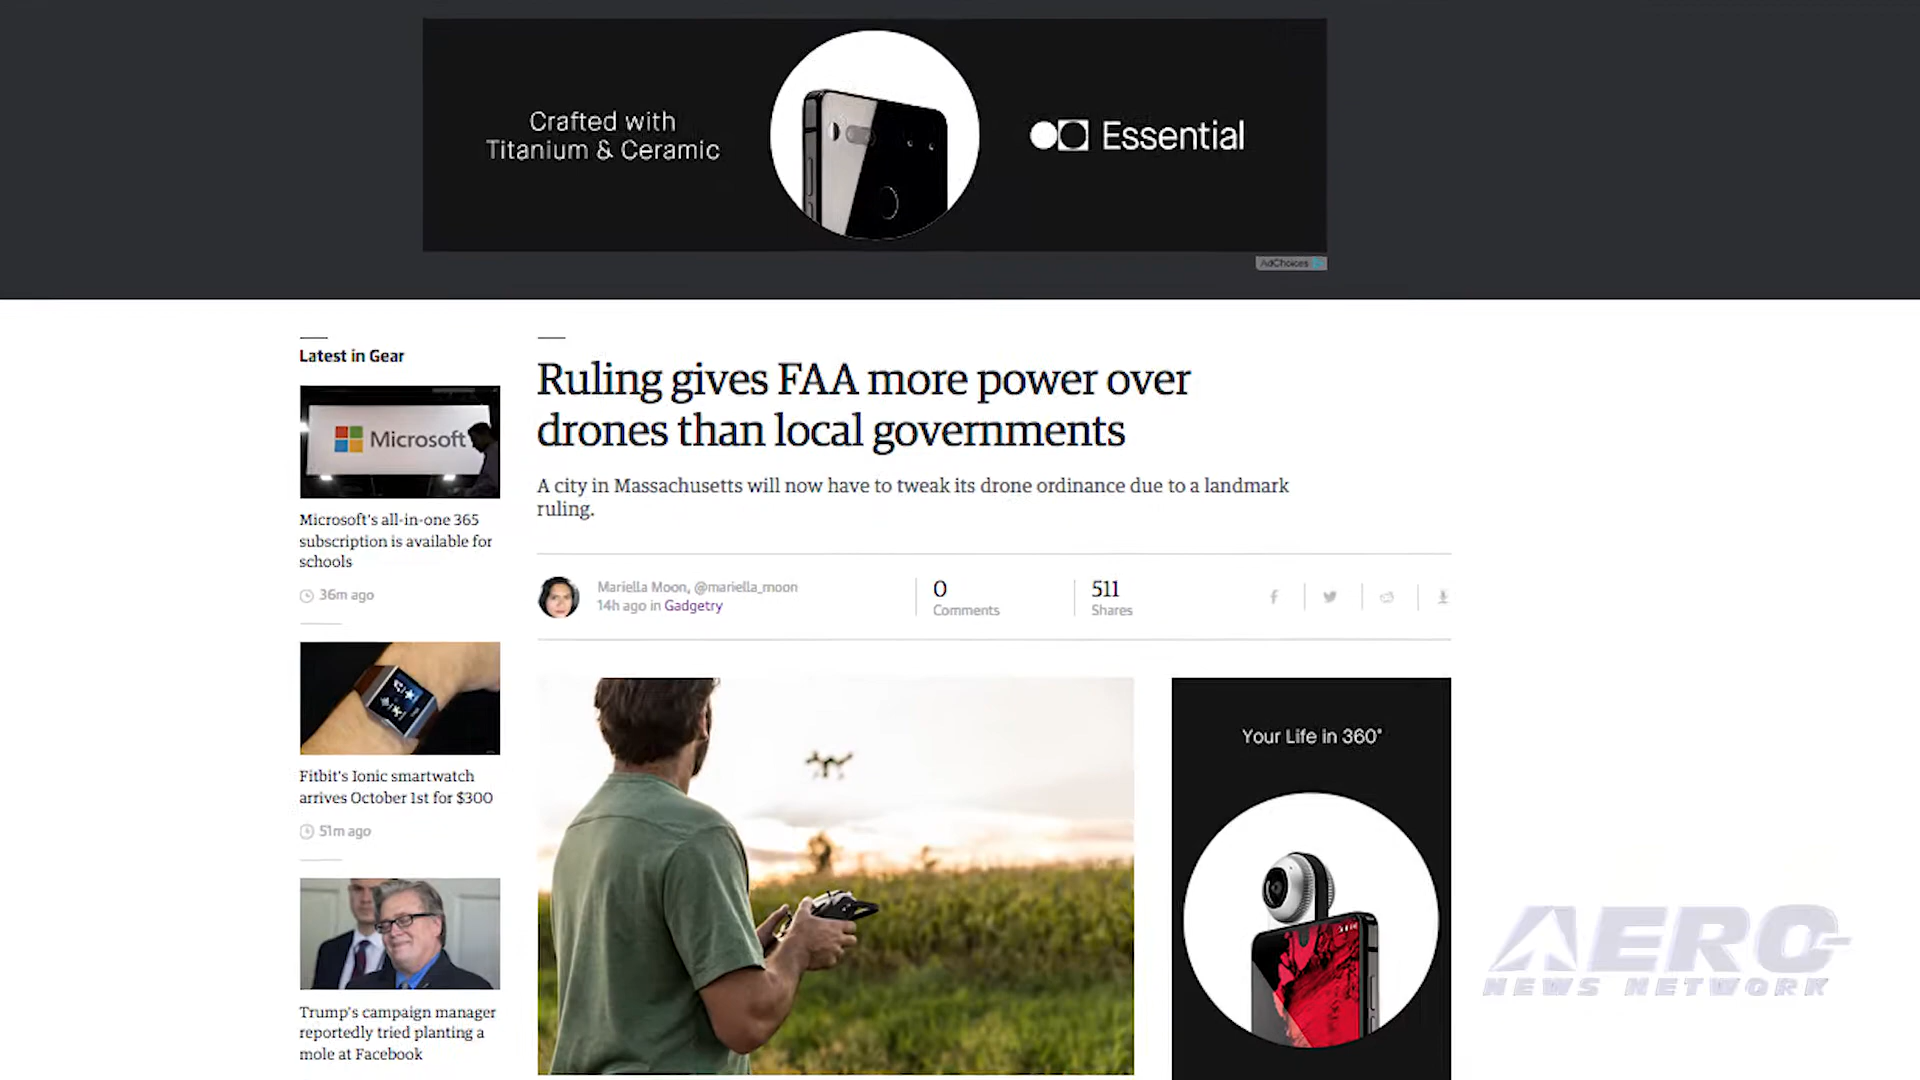 Crafted with
Titanium & Ceramic
Essential
AdChoices
Latest in Gear
Microsoft
Microsoft's all-in-one 365
subscription is available for
schools
36m ago
Fitbit's Ionic smartwatch
arrives October 1st for $300
51m ago
Trump's campaign manager
reportedly tried planting a
mole at Facebook
Ruling gives FAA more power over
drones than local governments
A city in Massachusetts will now have to tweak its drone ordinance due to a landmark
ruling.
Mariella Moon, @mariella_moon
14h ago in Gadgetry
0
Comments
511
Shares
Your Life in 360°
AERO
NEWS NETWORK